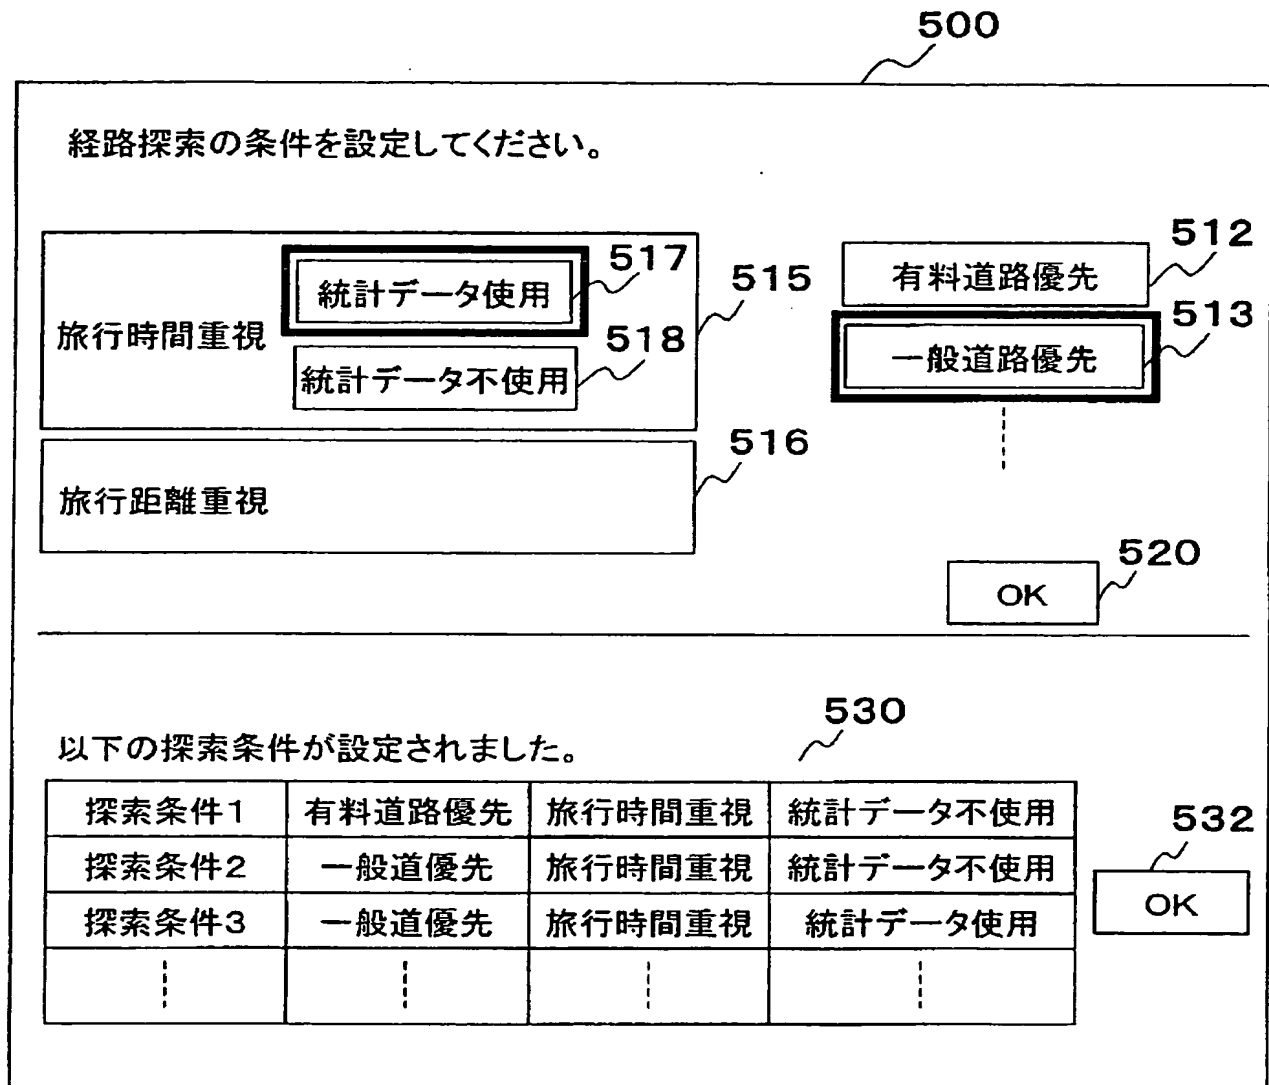 500
経路探索の条件を設定してください。
旅行時間重視
統計データ使用
517
統計データ不使用
518
515
有料道路優先
512
一般道路優先
513
旅行距離重視
516
OK
520
以下の探索条件が設定されました。
530
探索条件1 有料道路優先 旅行時間重視 統計データ不使用
探索条件2 一般道優先 旅行時間重視 統計データ不使用
探索条件3 一般道優先 旅行時間重視 統計データ使用
532
OK